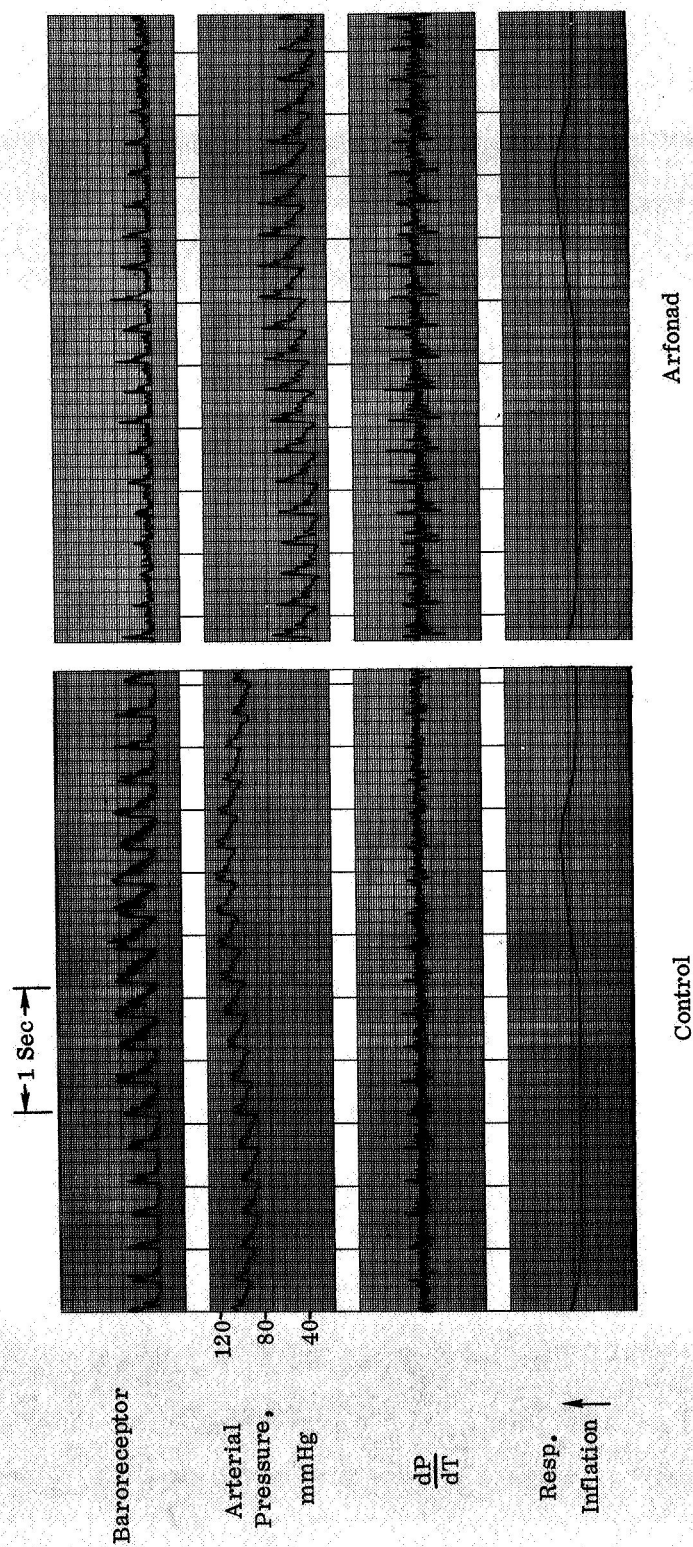 1 Sec
Baroreceptor
Arterial
Pressure,
mmHg
120
80
40
dP
dT
Resp.
Inflation
Control
Arfonad